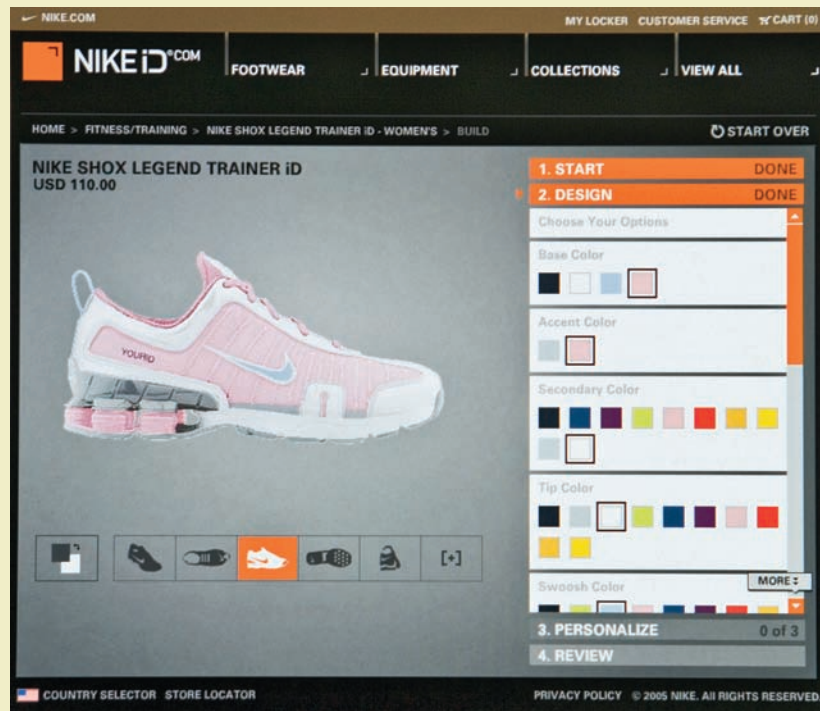 NIKE.COM
MY LOCKER CUSTOMER SERVICE CART (0)
NIKEiD®COM
FOOTWEAR
EQUIPMENT
COLLECTIONS
VIEW ALL
HOME > FITNESS/TRAINING > NIKE SHOX LEGEND TRAINER iD - WOMEN'S > BUILD
START OVER
NIKE SHOX LEGEND TRAINER iD
USD 110.00
YOURID
1. START DONE
2. DESIGN DONE
Choose Your Options
Base Color
Accent Color
Secondary Color
Tip Color
Swoosh Color
MORE
[+]
3. PERSONALIZE 0 of 3
4. REVIEW
COUNTRY SELECTOR STORE LOCATOR
PRIVACY POLICY © 2005 NIKE. All RIGHTS RESERVED.